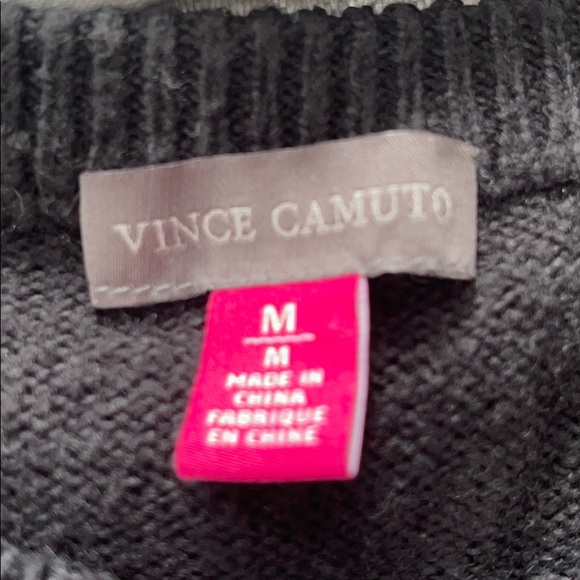 VINCE CAMUTO
M
M
MADE IN
CHINA
FABRIQUE
EN CHINE